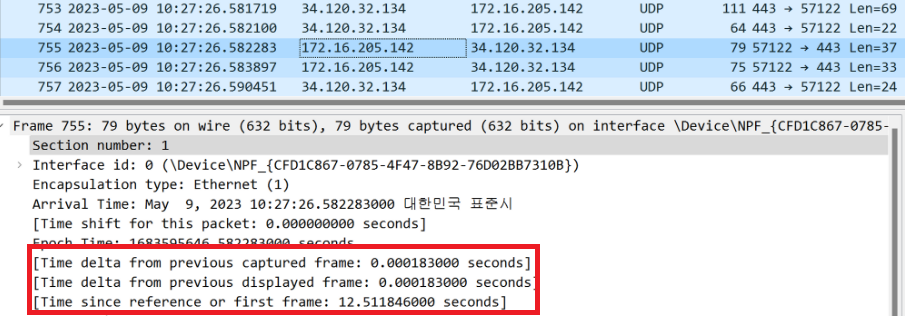 753 2023-05-09 10:27:26.581719 34.120.32.134 172.16.205.142 UDP 111 443 → 57122 Len=69
754 2023-05-09 10:27:26.582100 34.120.32.134 172.16.205.142 UDP 64 443 → 57122 Len=22
755 2023-05-09 10:27:26.582283 172.16.205.142 34.120.32.134 UDP 79 57122 → 443 Len=37
756 2023-05-09 10:27:26.583897 172.16.205.142 34.120.32.134 UDP 75 57122 → 443 Len=33
757 2023-05-09 10:27:26.590451 34.120.32.134 172.16.205.142 UDP 66 443 → 57122 Len=24
Frame 755: 79 bytes on wire (632 bits), 79 bytes captured (632 bits) on interface \Device\NPF_{CFD1C867-0785-
Section number: 1
Interface id: 0 (\Device\NPF_{CFD1C867-0785-4F47-8B92-76D02BB7310B})
Encapsulation type: Ethernet (1)
Arrival Time: May 9, 2023 10:27:26.582283000 대한민국 표준시
[Time shift for this packet: 0.000000000 seconds]
Epoch Time: 1683595646.582283000 seconds
[Time delta from previous captured frame: 0.000183000 seconds]
[Time delta from previous displayed frame: 0.000183000 seconds]
[Time since reference or first frame: 12.511846000 seconds]